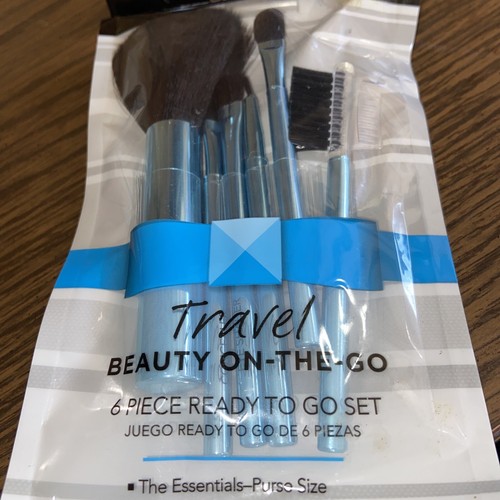 Travel
BEAUTY ON-THE-GO
6 PIECE READY TO GO SET
JUEGO READY TO GO DE 6 PIEZAS
▪ The Essentials–Purse Size